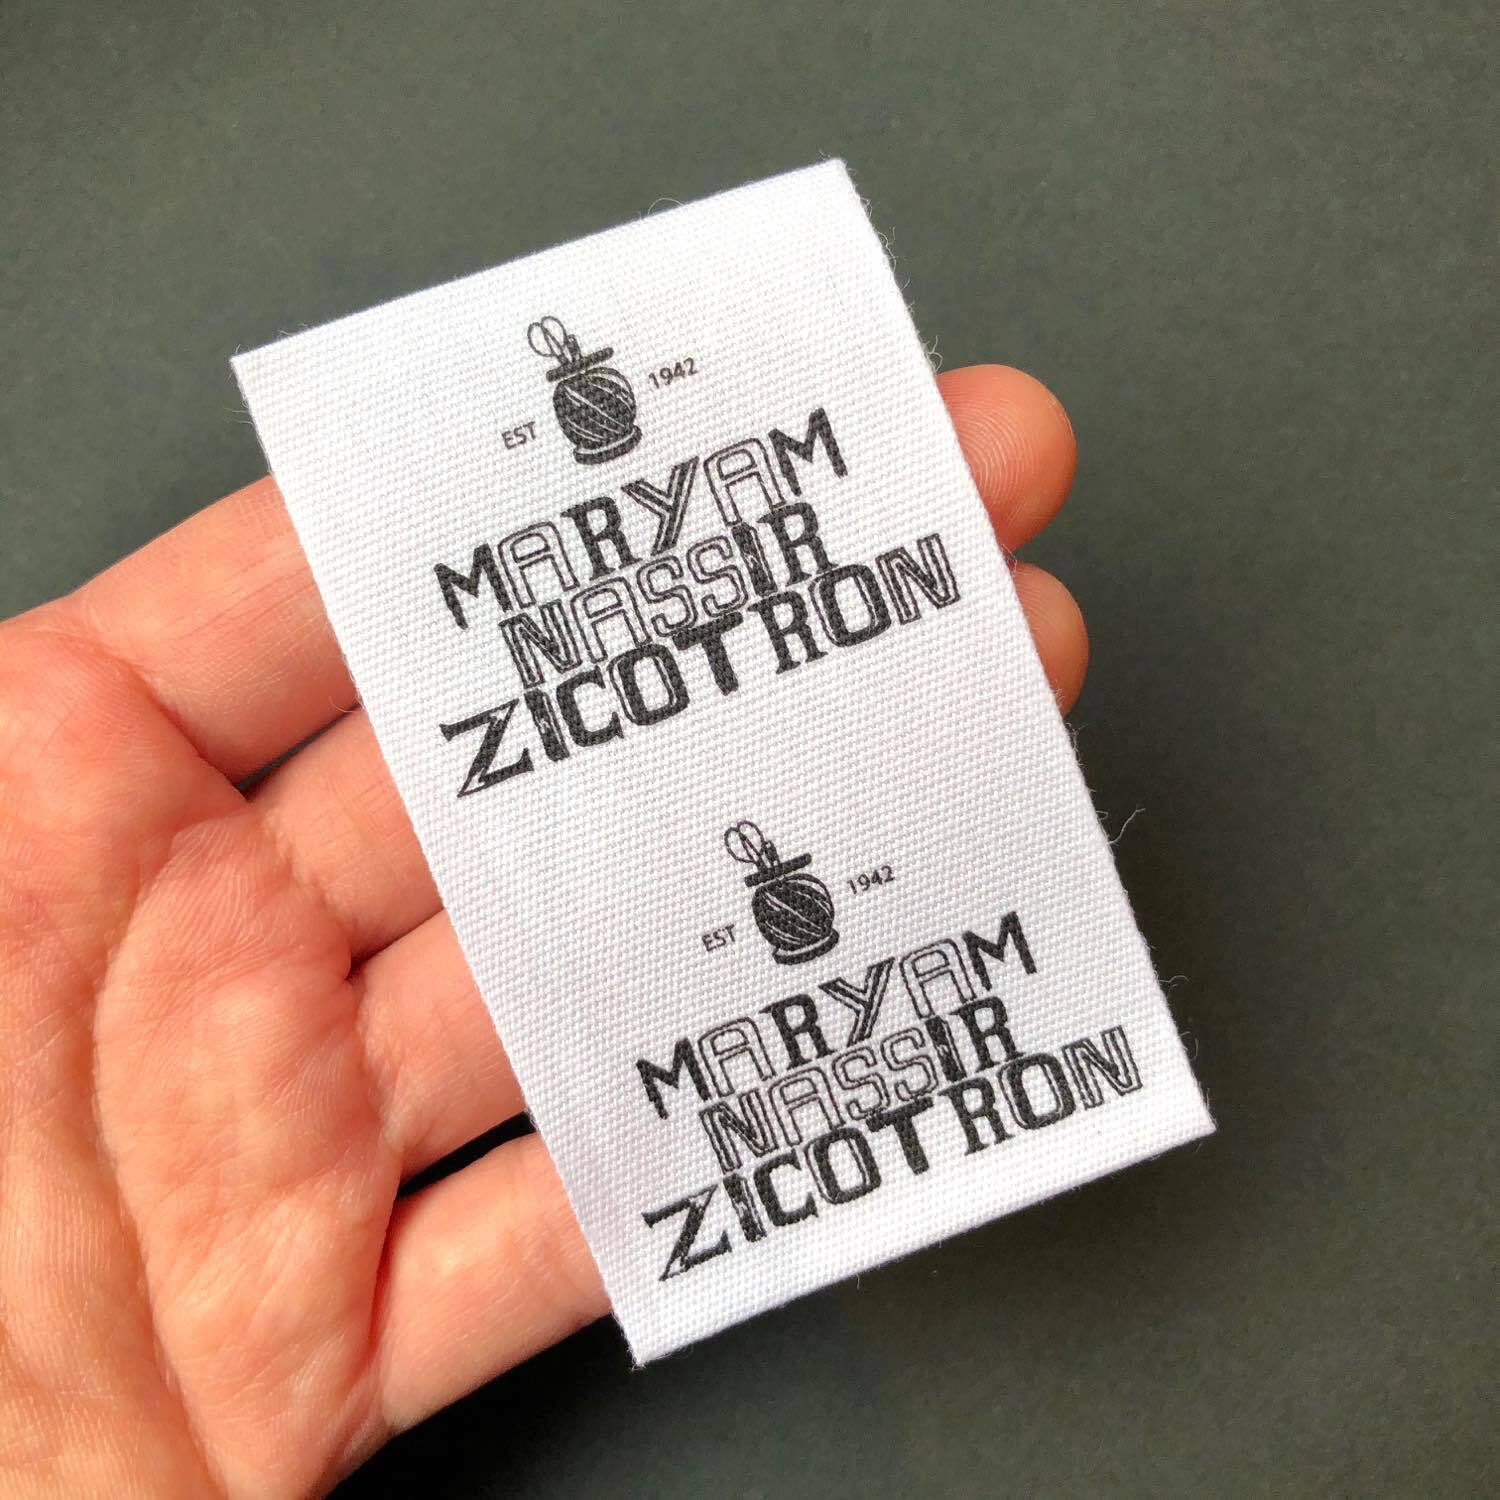 EST 1942
MARYAM
NASSIR
ZICOTRON
EST 1942
MARYAM
NASSIR
ZICOTRON